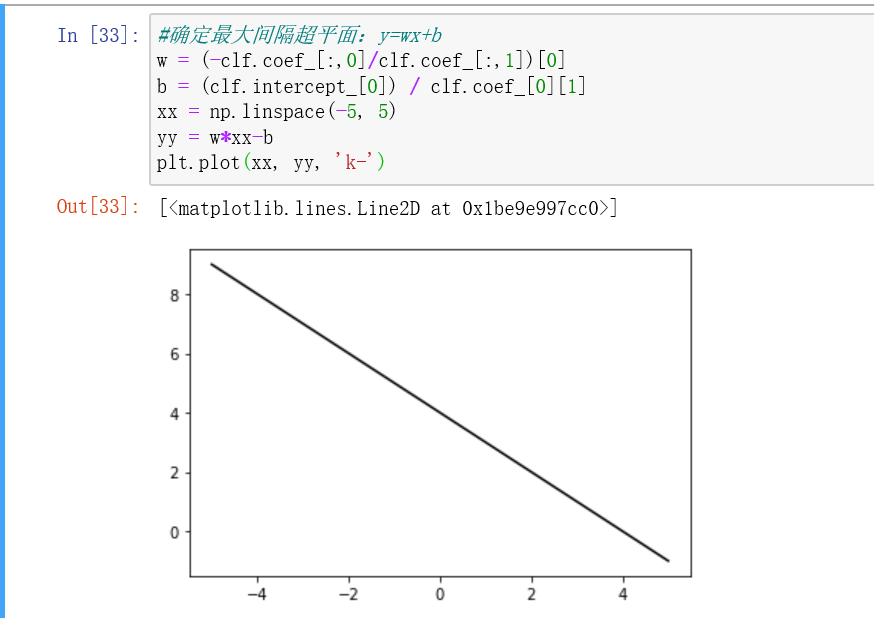 In [33]: #确定最大间隔超平面：y=wx+b
w = (-clf.coef_[:,0]/clf.coef_[:,1])[0]
b = (clf.intercept_[0]) / clf.coef_[0][1]
xx = np.linspace(-5, 5)
yy = w*xx-b
plt.plot(xx, yy, 'k-')
Out[33]: [<matplotlib.lines.Line2D at 0x1be9e997cc0>]
8
6
4
2
0
−4 −2 0 2 4